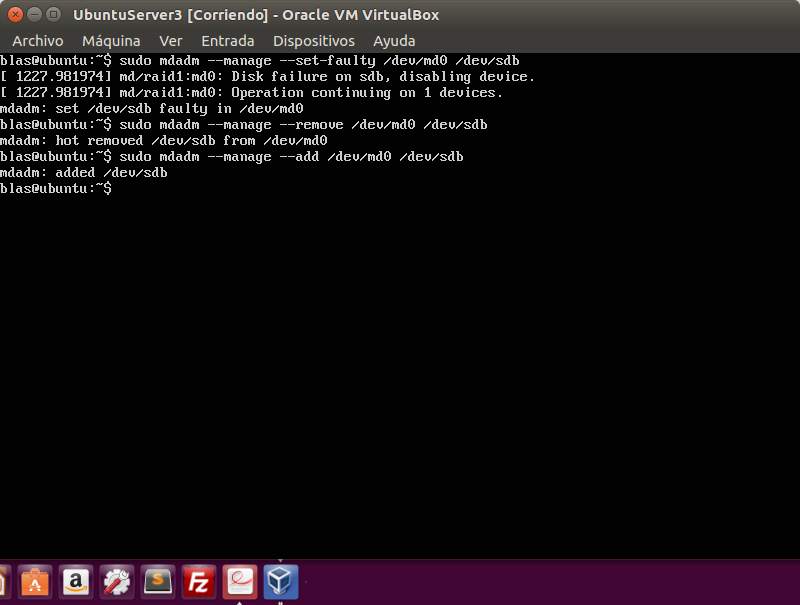 UbuntuServer3 [Corriendo] - Oracle VM VirtualBox
Archivo Máquina Ver Entrada Dispositivos Ayuda
blas@ubuntu:~$ sudo mdadm --manage --set-faulty /dev/md0 /dev/sdb
[ 1227.981974] md/raid1:md0: Disk failure on sdb, disabling device.
[ 1227.981974] md/raid1:md0: Operation continuing on 1 devices.
mdadm: set /dev/sdb faulty in /dev/md0
blas@ubuntu:~$ sudo mdadm --manage --remove /dev/md0 /dev/sdb
mdadm: hot removed /dev/sdb from /dev/md0
blas@ubuntu:~$ sudo mdadm --manage --add /dev/md0 /dev/sdb
mdadm: added /dev/sdb
blas@ubuntu:~$